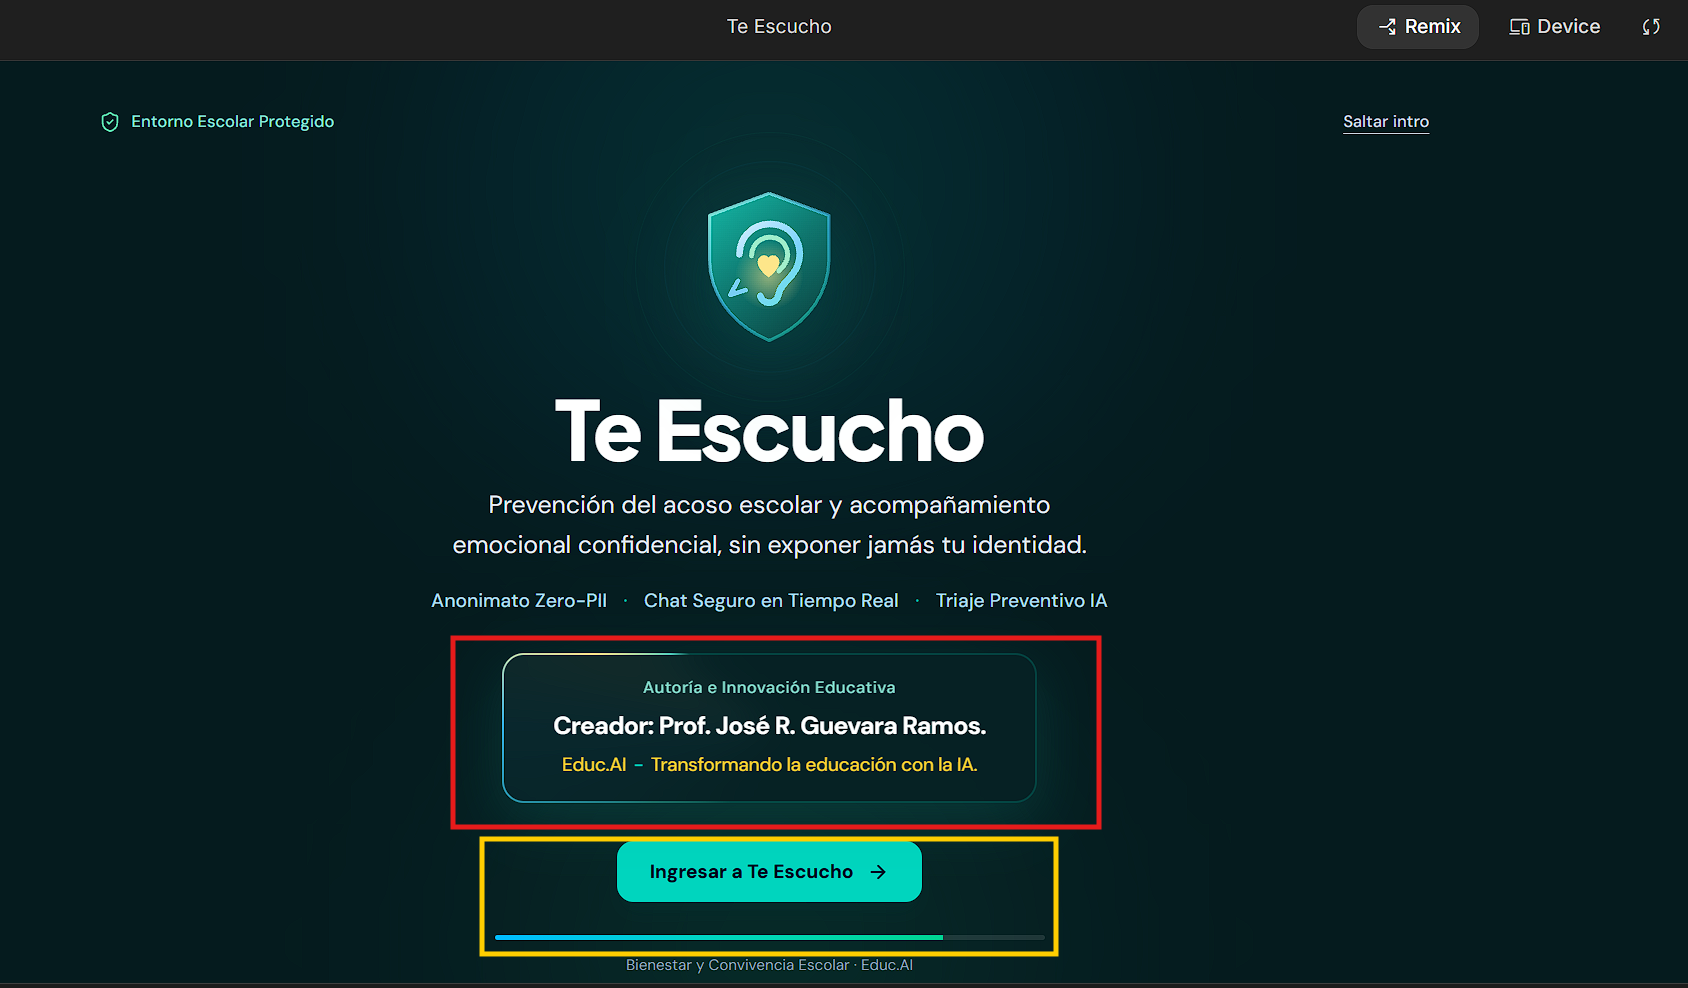 Te Escucho
Remix
Device
Entorno Escolar Protegido
Saltar intro
Te Escucho
Prevención del acoso escolar y acompañamiento
emocional confidencial, sin exponer jamás tu identidad.
Anonimato Zero-PII · Chat Seguro en Tiempo Real · Triaje Preventivo IA
Autoría e Innovación Educativa
Creador: Prof. José R. Guevara Ramos.
Educ.AI - Transformando la educación con la IA.
Ingresar a Te Escucho →
Bienestar y Convivencia Escolar · Educ.AI